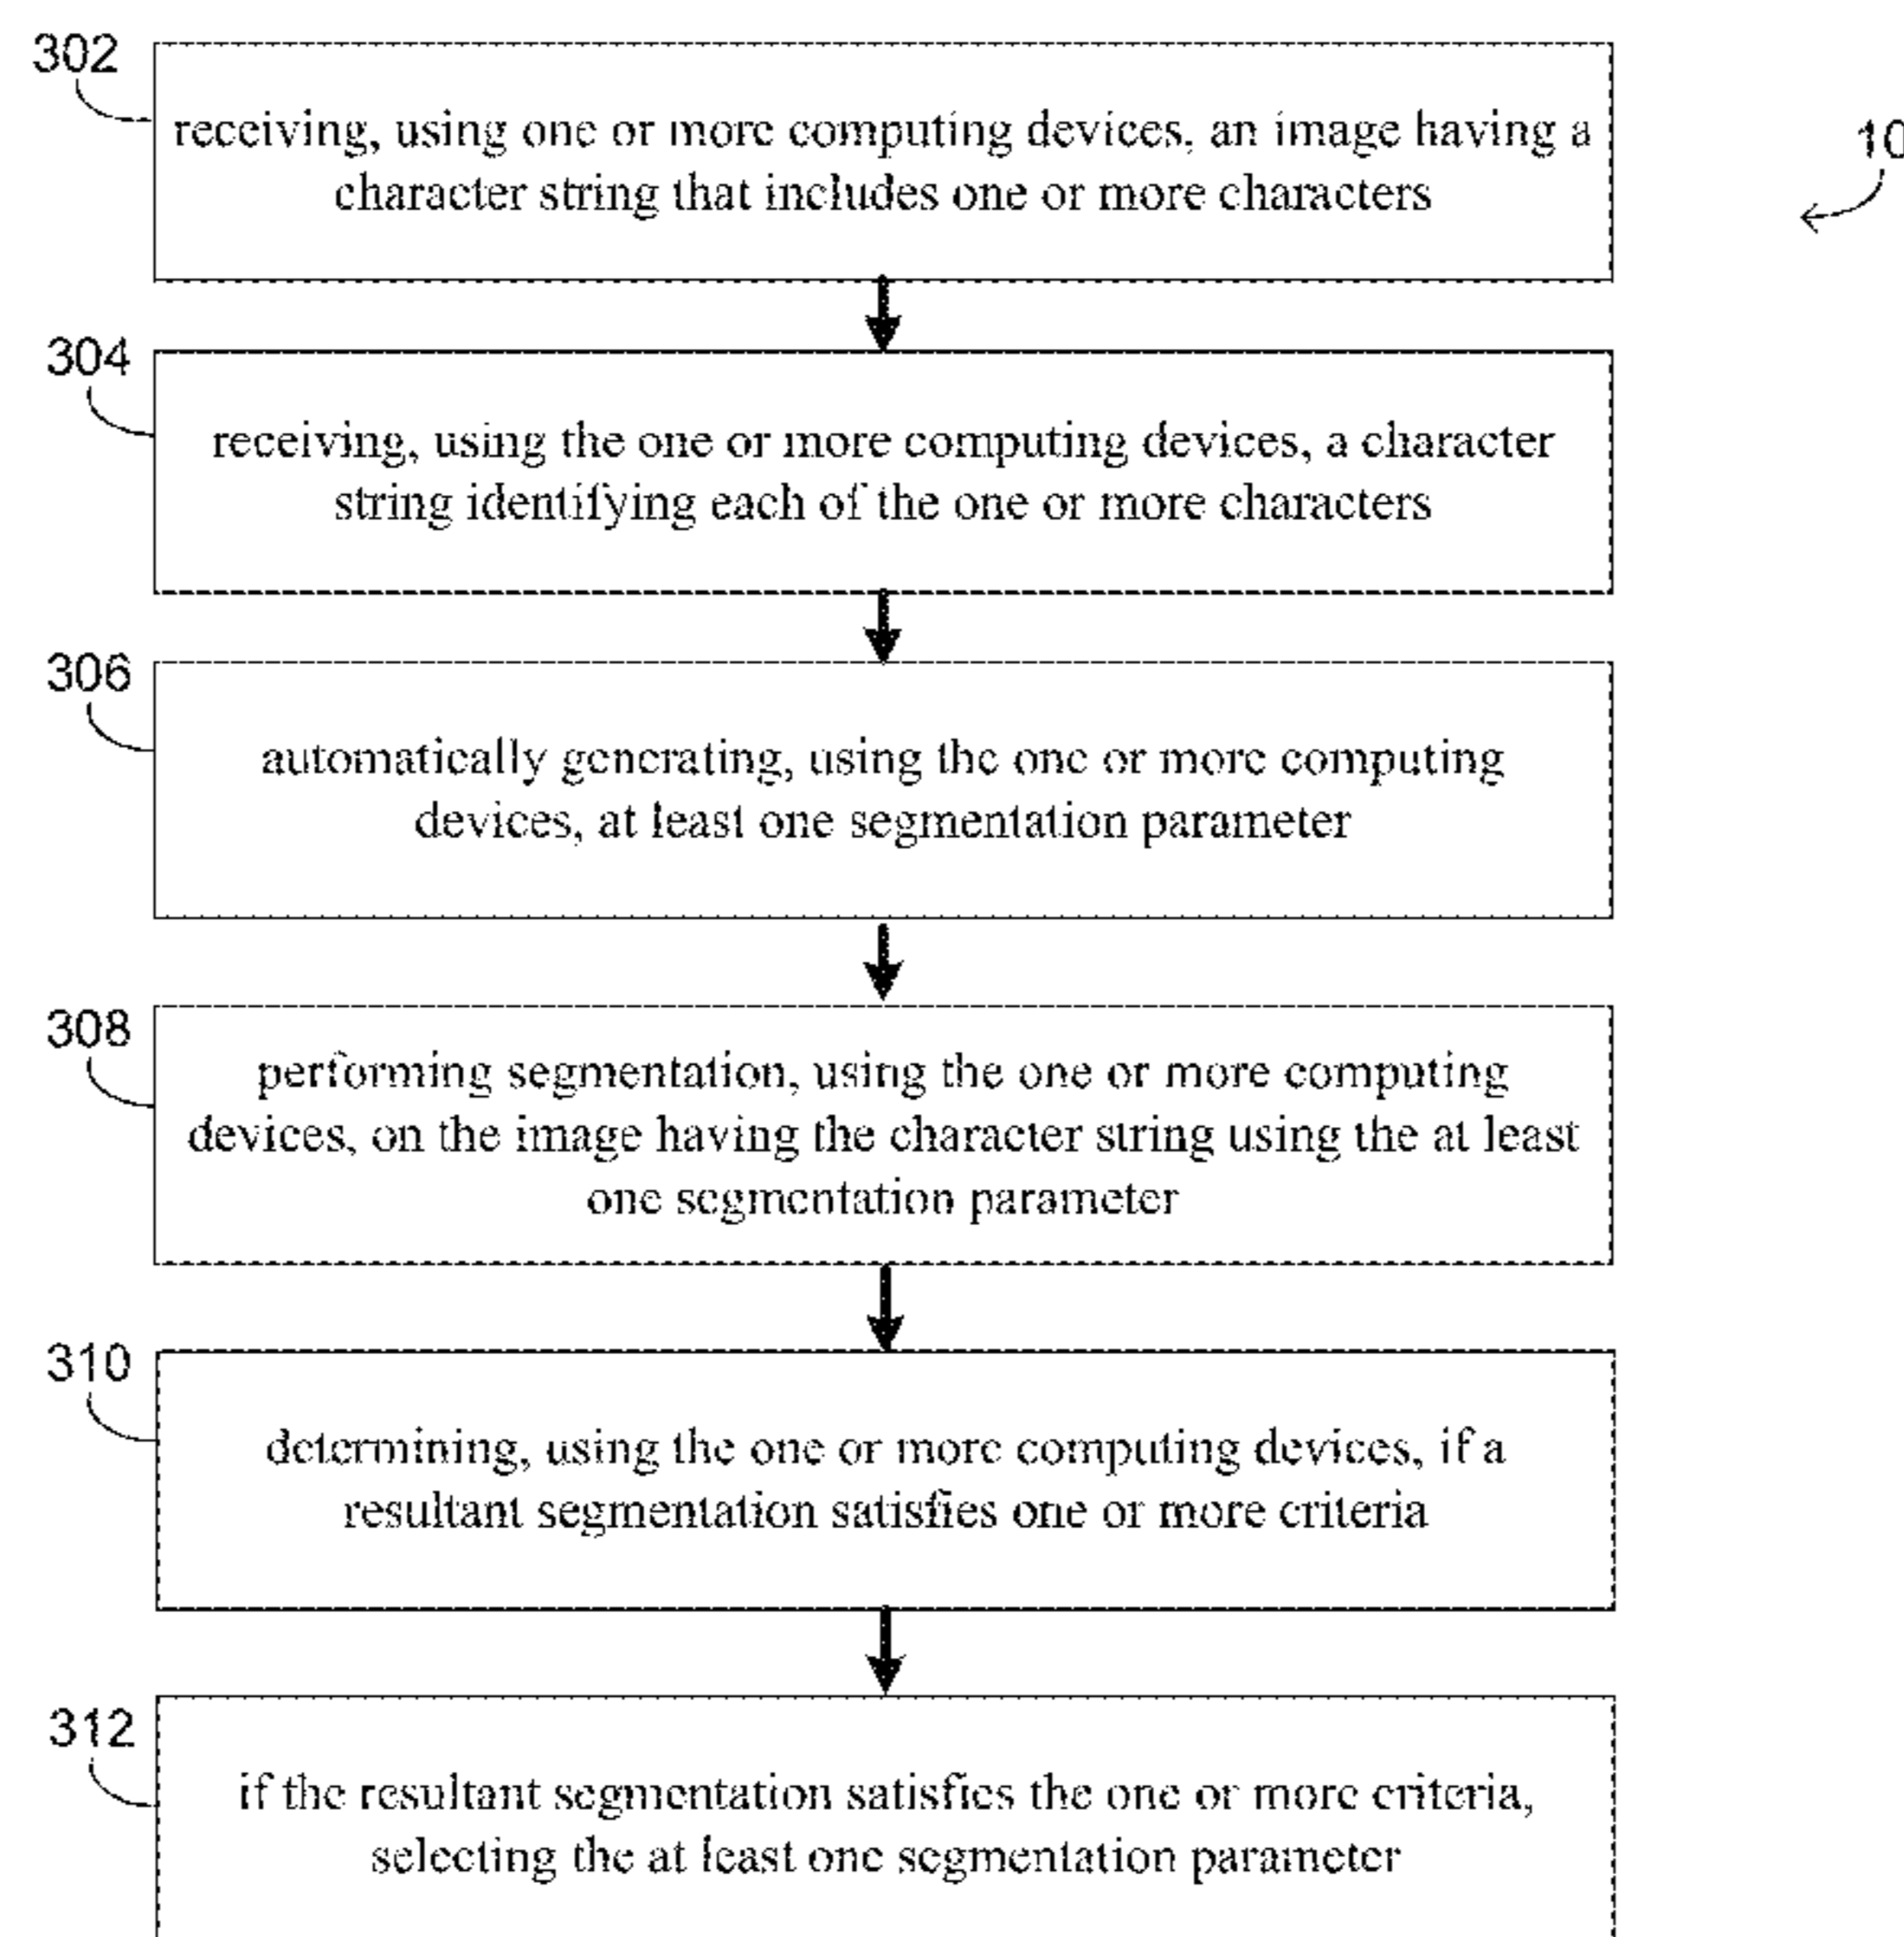 302
receiving, using one or more computing devices, an image having a
character string that includes one or more characters
10
304
receiving, using the one or more computing devices, a character
string identifying each of the one or more characters
306
automatically generating, using the one or more computing
devices, at least one segmentation parameter
308
performing segmentation, using the one or more computing
devices, on the image having the character string using the at least
one segmentation parameter
310
determining, using the one or more computing devices, if a
resultant segmentation satisfies one or more criteria
312
if the resultant segmentation satisfies the one or more criteria,
selecting the at least one segmentation parameter